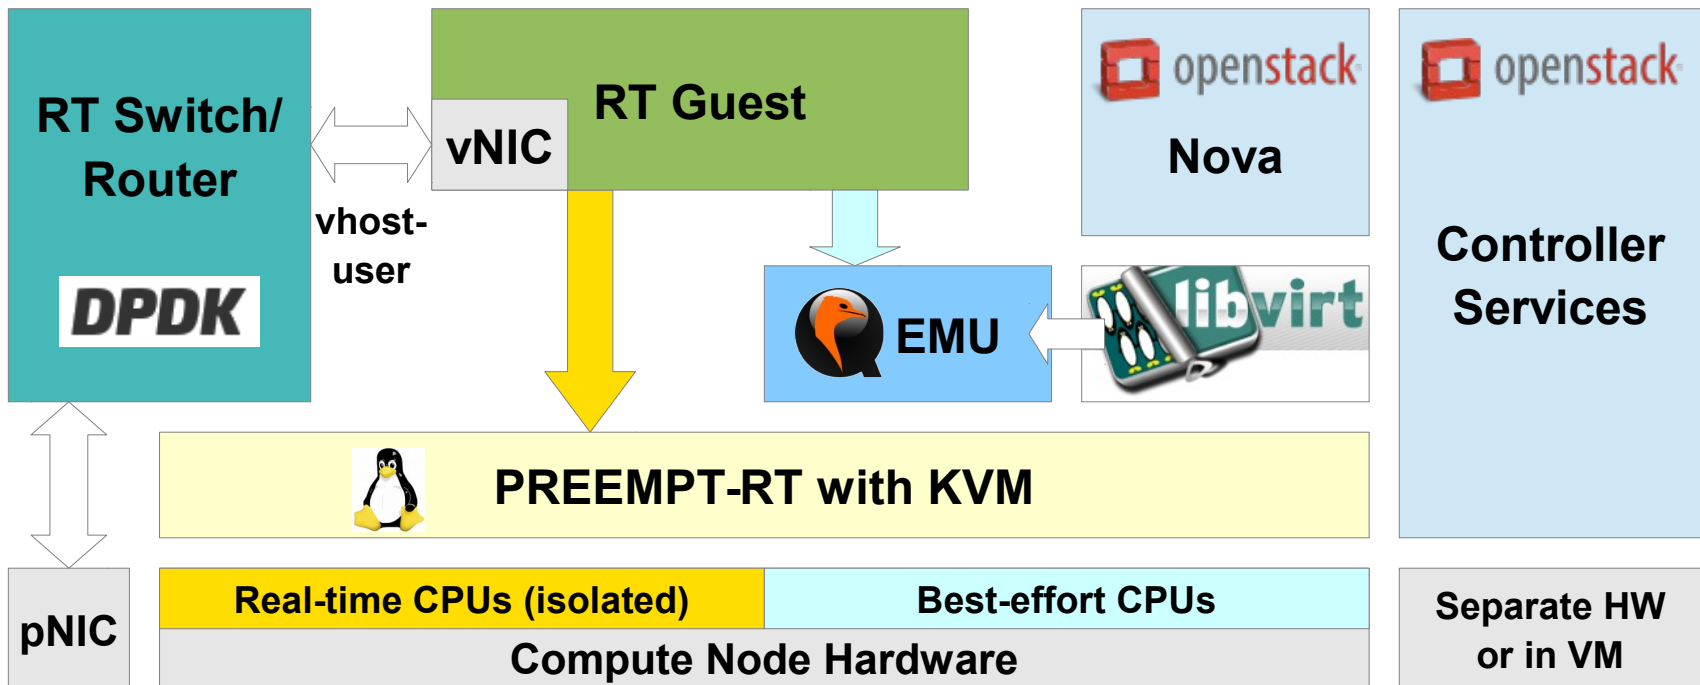 RT Switch/
Router
DPDK
vhost-
user
RT Guest
vNIC
openstack
Nova
openstack
Controller
Services
EMU
libvirt
PREEMPT-RT with KVM
pNIC
Real-time CPUs (isolated)
Best-effort CPUs
Compute Node Hardware
Separate HW
or in VM